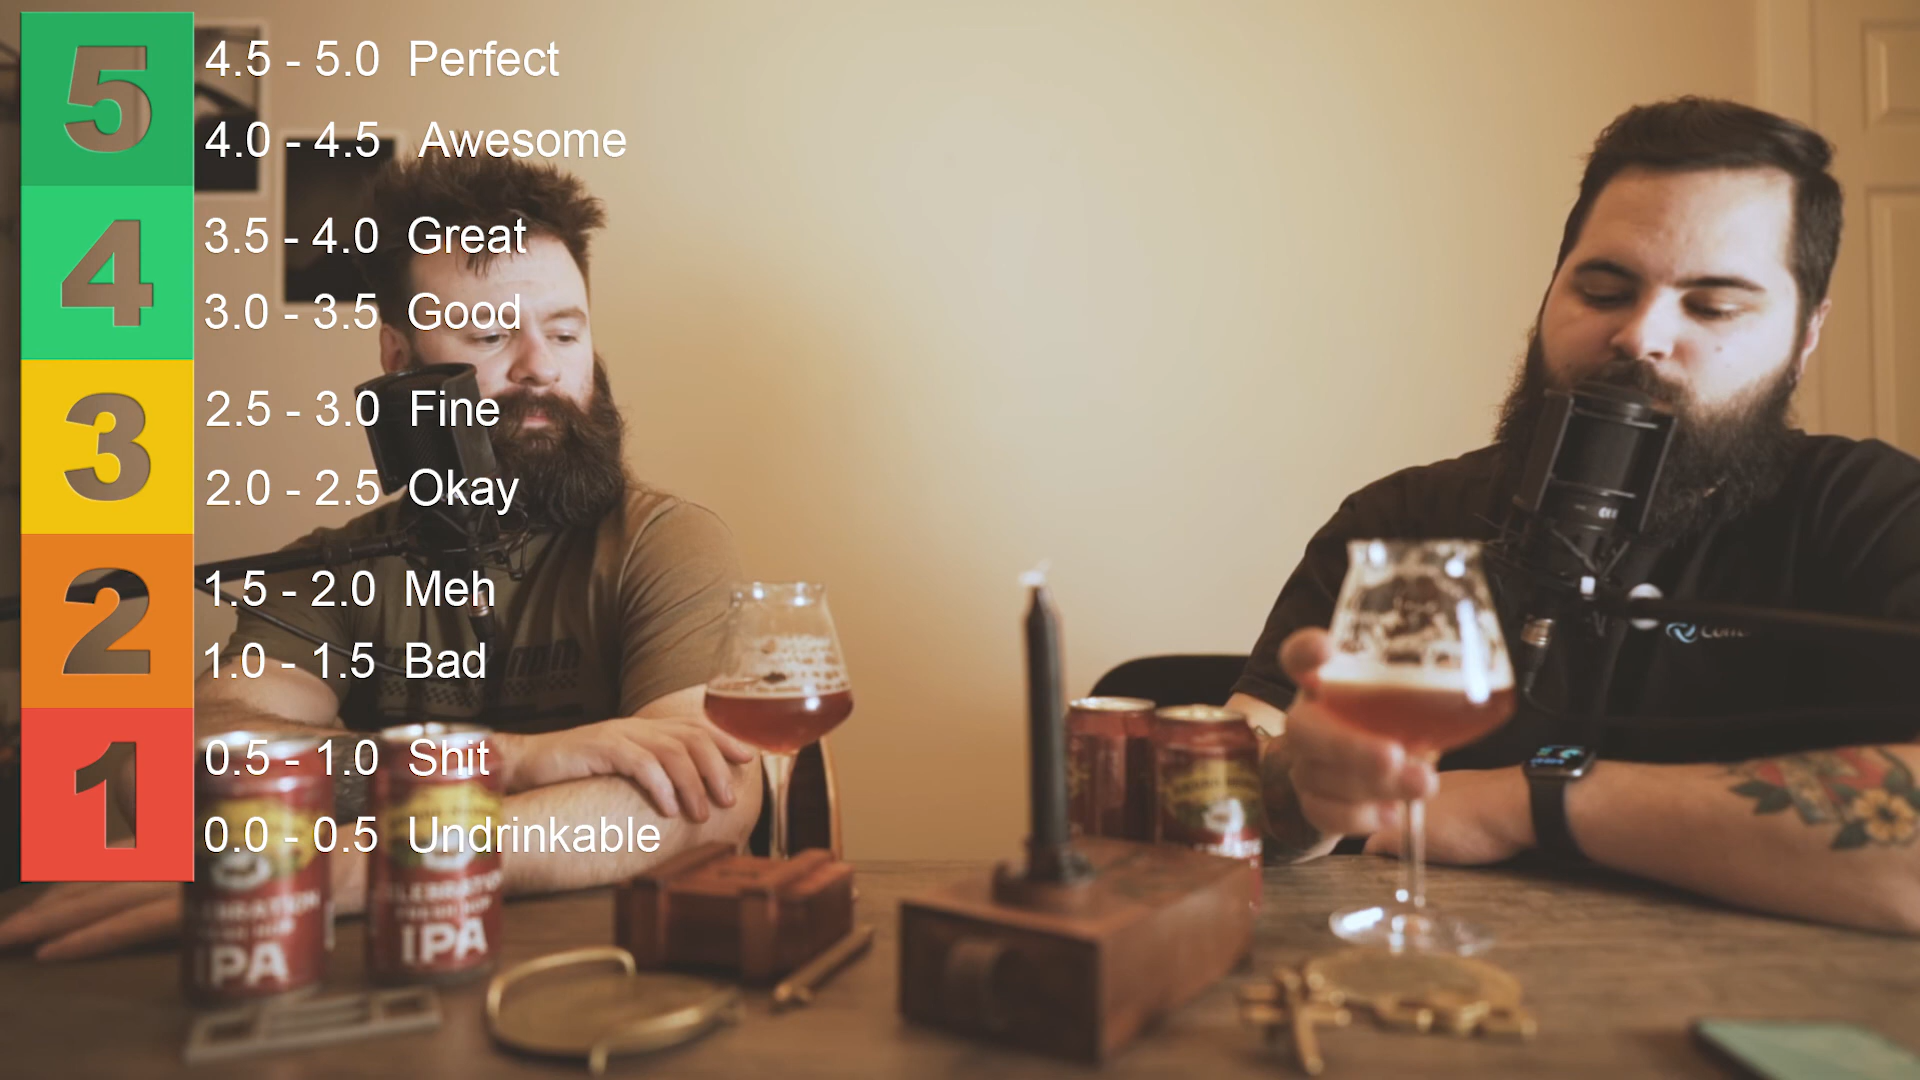 5
4.5 - 5.0 Perfect
4.0 - 4.5 Awesome
4
3.5 - 4.0 Great
3.0 - 3.5 Good
3
2.5 - 3.0 Fine
2.0 - 2.5 Okay
2
1.5 - 2.0 Meh
1.0 - 1.5 Bad
1
0.5 - 1.0 Shit
0.0 - 0.5 Undrinkable
IPA
IPA